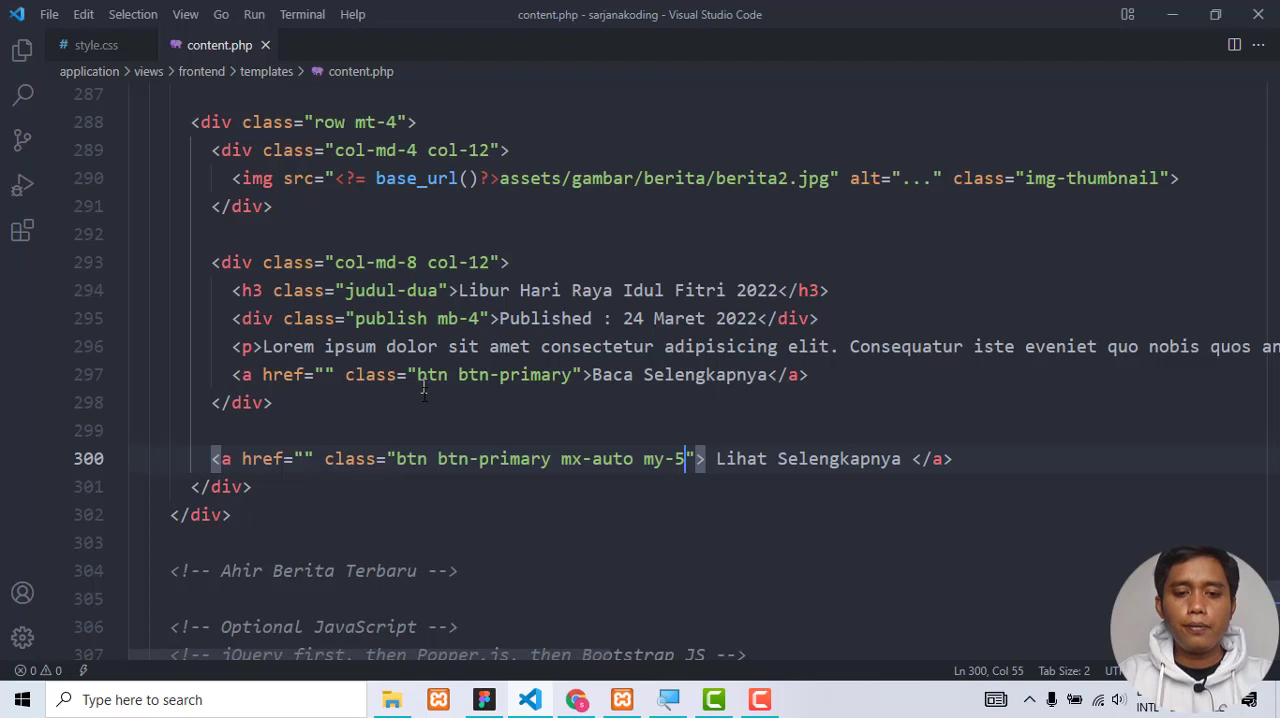 File Edit Selection View Go Run Terminal Help
content.php - sarjanakoding - Visual Studio Code
# style.css
content.php ×
application > views > frontend > templates > content.php
287
288 <div class="row mt-4">
289 <div class="col-md-4 col-12">
290 <img src="<?= base_url()?>assets/gambar/berita/berita2.jpg" alt="..." class="img-thumbnail">
291 </div>
292
293 <div class="col-md-8 col-12">
294 <h3 class="judul-dua">Libur Hari Raya Idul Fitri 2022</h3>
295 <div class="publish mb-4">Published : 24 Maret 2022</div>
296 <p>Lorem ipsum dolor sit amet consectetur adipisicing elit. Consequatur iste eveniet quo nobis quos an
297 <a href="" class="btn btn-primary">Baca Selengkapnya</a>
298 </div>
299
300 <a href="" class="btn btn-primary mx-auto my-5"> Lihat Selengkapnya </a>
301 </div>
302 </div>
303
304 <!-- Ahir Berita Terbaru -->
305
306 <!-- Optional JavaScript -->
307 <!-- jQuery first, then Popper.js, then Bootstrap JS -->
0 0
Ln 300, Col 55 Tab Size: 2
Type here to search